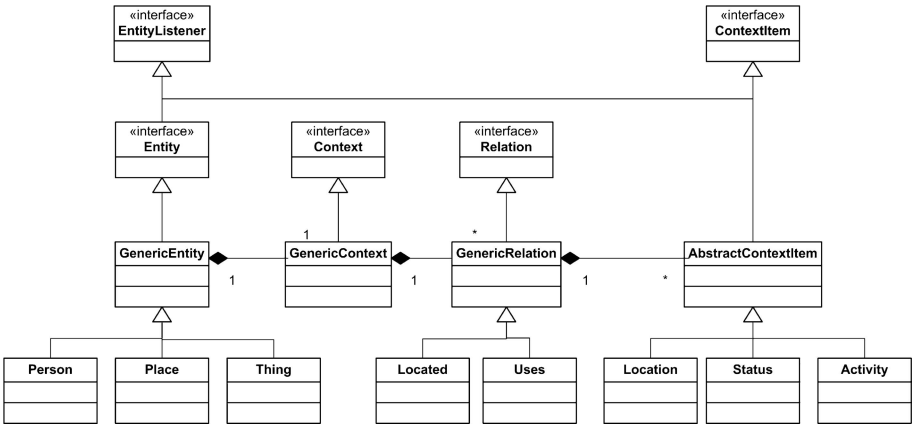 «interface»
EntityListener
«interface»
ContextItem
«interface»
Entity
«interface»
Context
«interface»
Relation
1
*
GenericEntity
GenericContext
GenericRelation
AbstractContextItem
1
1
1
*
Person
Place
Thing
Located
Uses
Location
Status
Activity